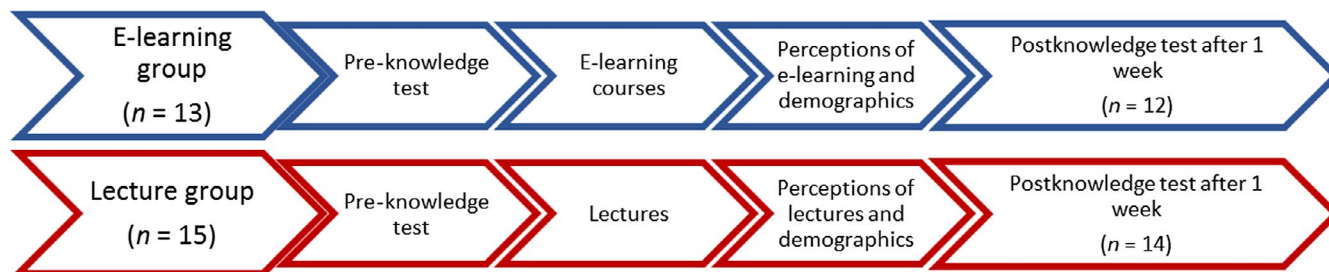 E-learning
group
(n = 13)
Pre-knowledge
test
E-learning
courses
Perceptions of
e-learning and
demographics
Postknowledge test after 1
week
(n = 12)
Lecture group
(n = 15)
Pre-knowledge
test
Lectures
Perceptions of
lectures and
demographics
Postknowledge test after 1
week
(n = 14)